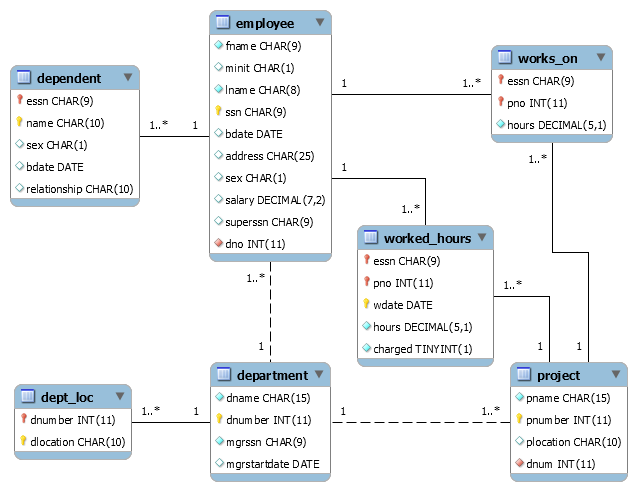 employee
fname CHAR(9)
minit CHAR(1)
lname CHAR(8)
ssn CHAR(9)
bdate DATE
address CHAR(25)
sex CHAR(1)
salary DECIMAL(7,2)
superssn CHAR(9)
dno INT(11)
dependent
essn CHAR(9)
name CHAR(10)
sex CHAR(1)
bdate DATE
relationship CHAR(10)
1..*
1
works_on
essn CHAR(9)
pno INT(11)
hours DECIMAL(5,1)
1
1..*
1
1..*
worked_hours
essn CHAR(9)
pno INT(11)
wdate DATE
hours DECIMAL(5,1)
charged TINYINT(1)
1..*
1..*
1
1
1..*
1
department
dname CHAR(15)
dnumber INT(11)
mgrssn CHAR(9)
mgrstartdate DATE
dept_loc
dnumber INT(11)
dlocation CHAR(10)
1..*
1
1
1..*
project
pname CHAR(15)
pnumber INT(11)
plocation CHAR(10)
dnum INT(11)